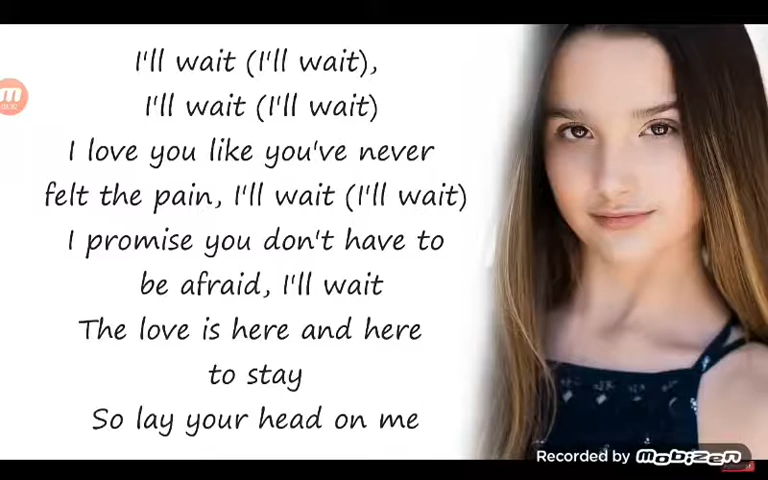 I'll wait (I'll wait),
I'll wait (I'll wait)
I love you like you've never
felt the pain, I'll wait (I'll wait)
I promise you don't have to
be afraid, I'll wait
The love is here and here
to stay
So lay your head on me
Recorded by mobizen